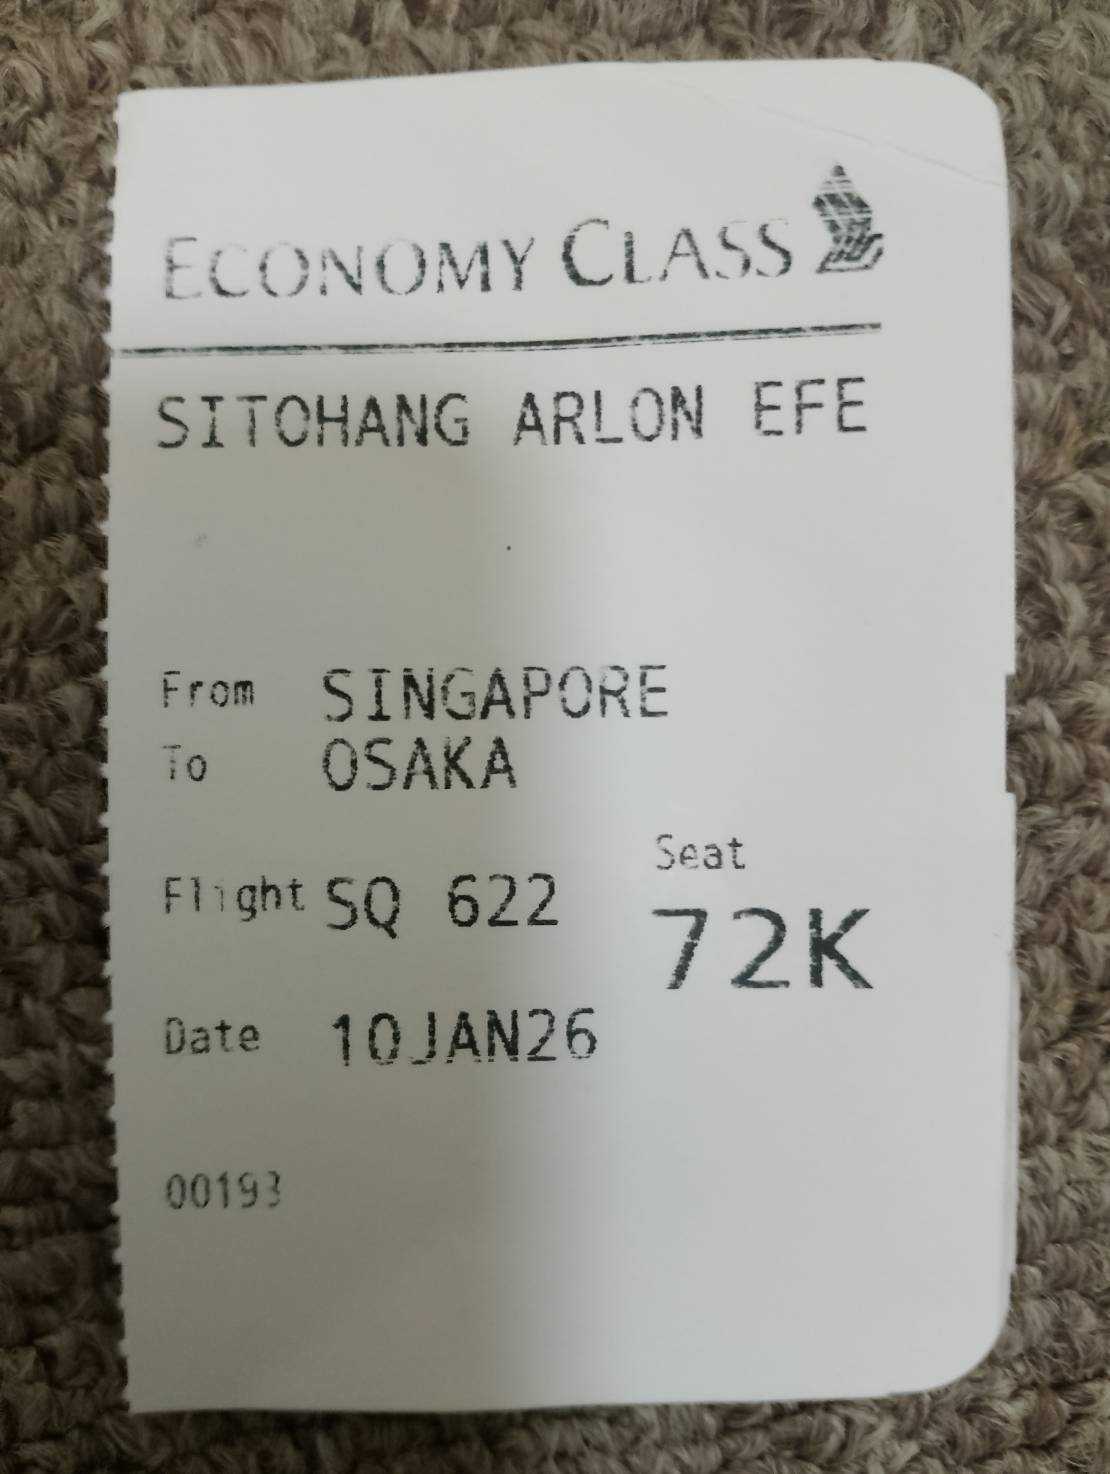 ECONOMY CLASS
SITOHANG ARLON EFE
From SINGAPORE
To OSAKA
Seat
Flight SQ 622
72K
Date 10JAN26
00193